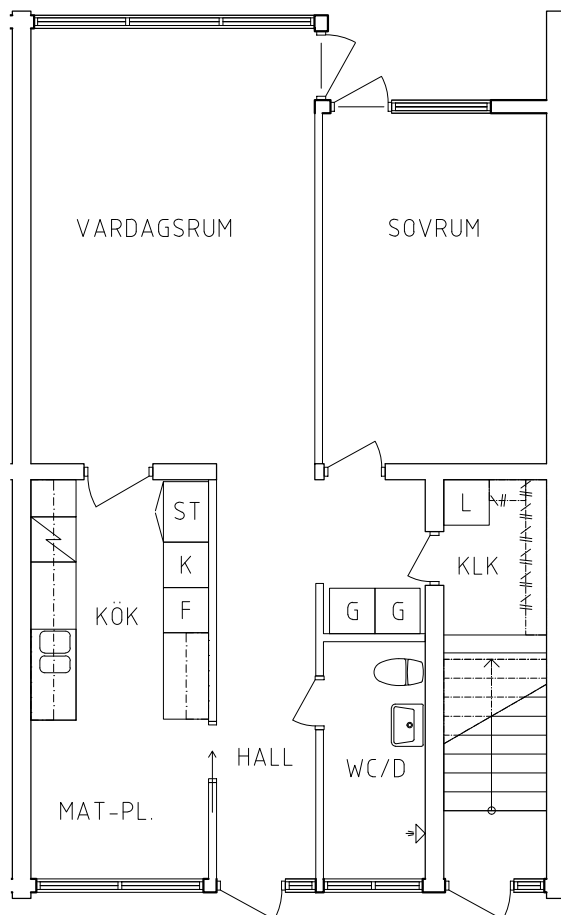 VARDAGSRUM
SOVRUM
ST
L
K
KLK
KÖK
F
G G
HALL
WC/D
MAT-PL.